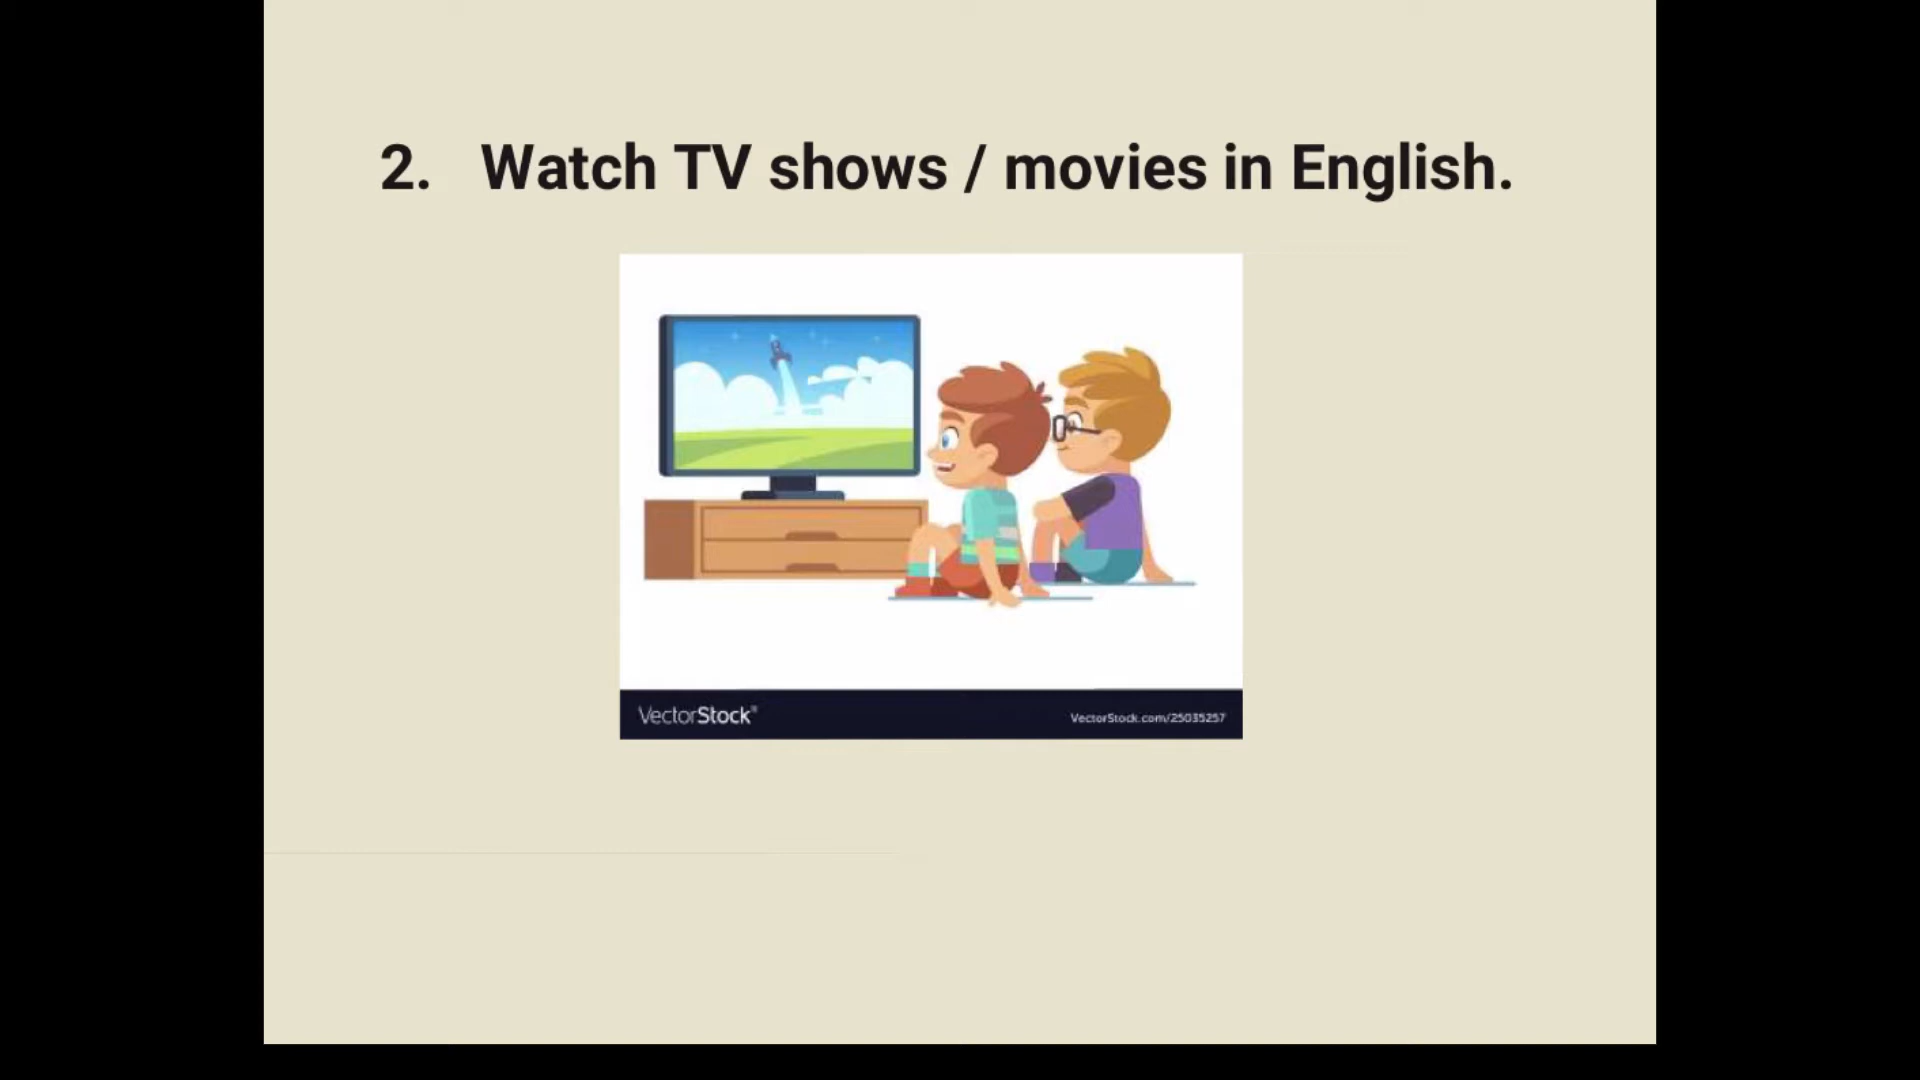 2. Watch TV shows / movies in English.
VectorStock®
VectorStock.com/25035257